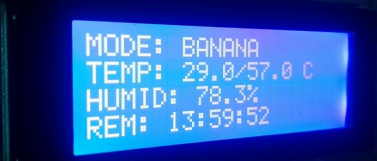 MODE: BANANA
TEMP: 29.0/57.0 C
HUMID: 78.3%
REM: 13:59:52